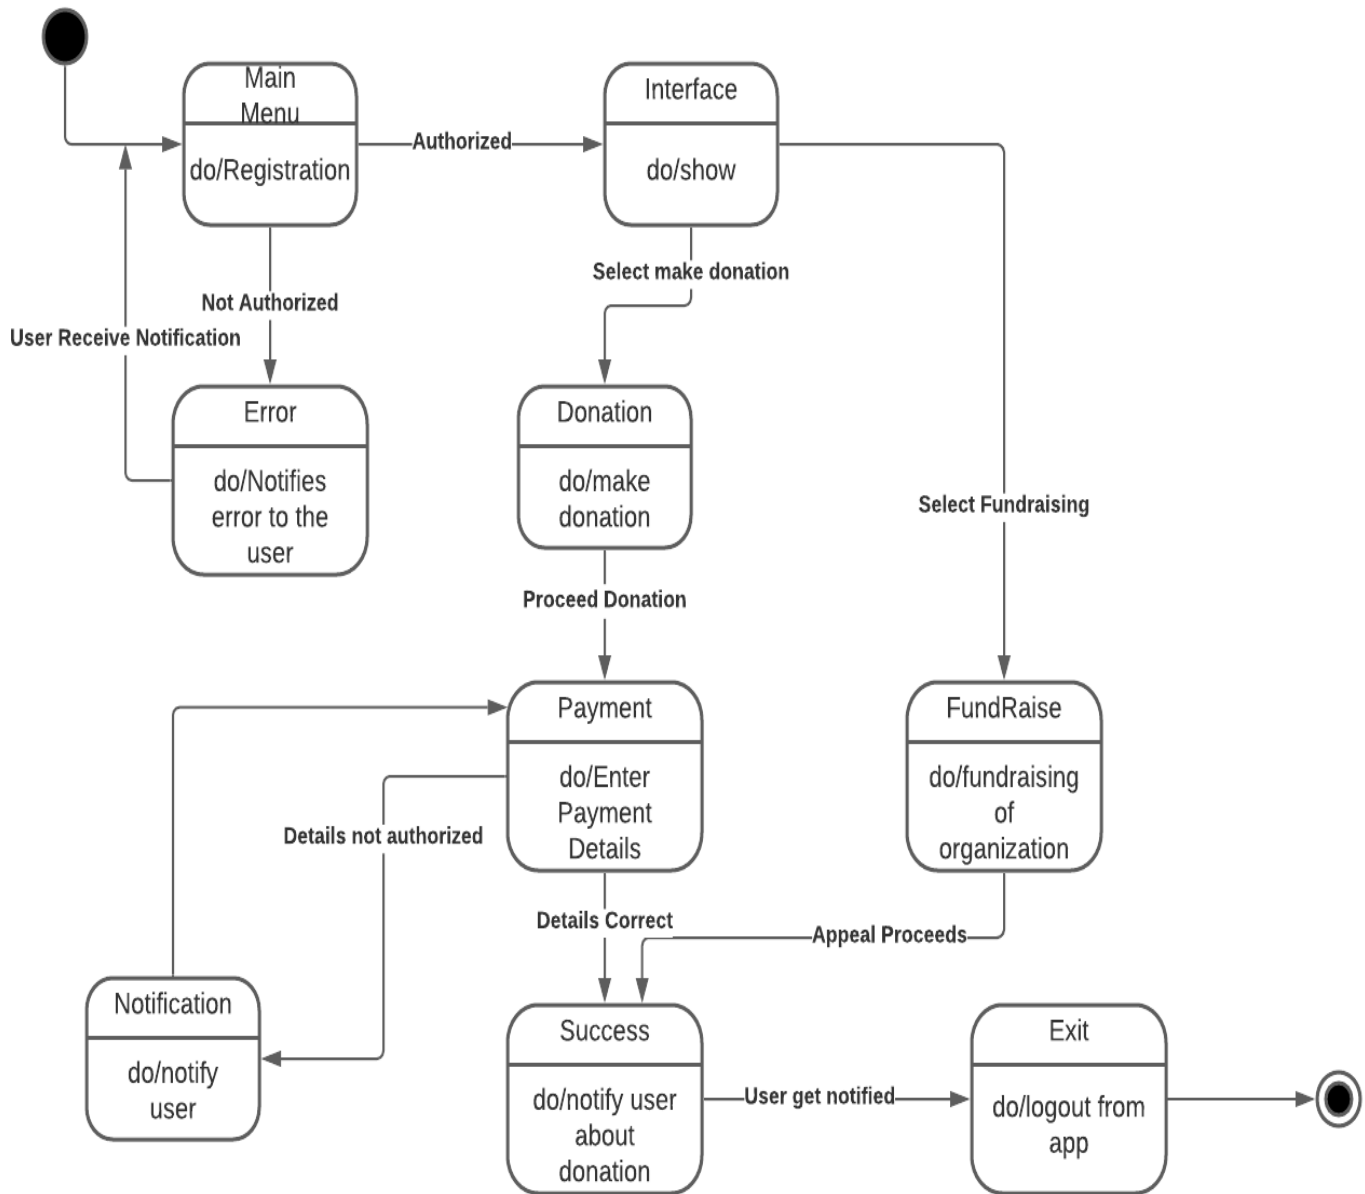 Main
Menu
do/Registration
Authorized
Interface
do/show
Select make donation
Not Authorized
User Receive Notification
Error
do/Notifies
error to the
user
Donation
do/make
donation
Select Fundraising
Proceed Donation
Payment
do/Enter
Payment
Details
FundRaise
do/fundraising
of
organization
Details not authorized
Details Correct
Appeal Proceeds
Notification
do/notify
user
Success
do/notify user
about
donation
User get notified
Exit
do/logout from
app